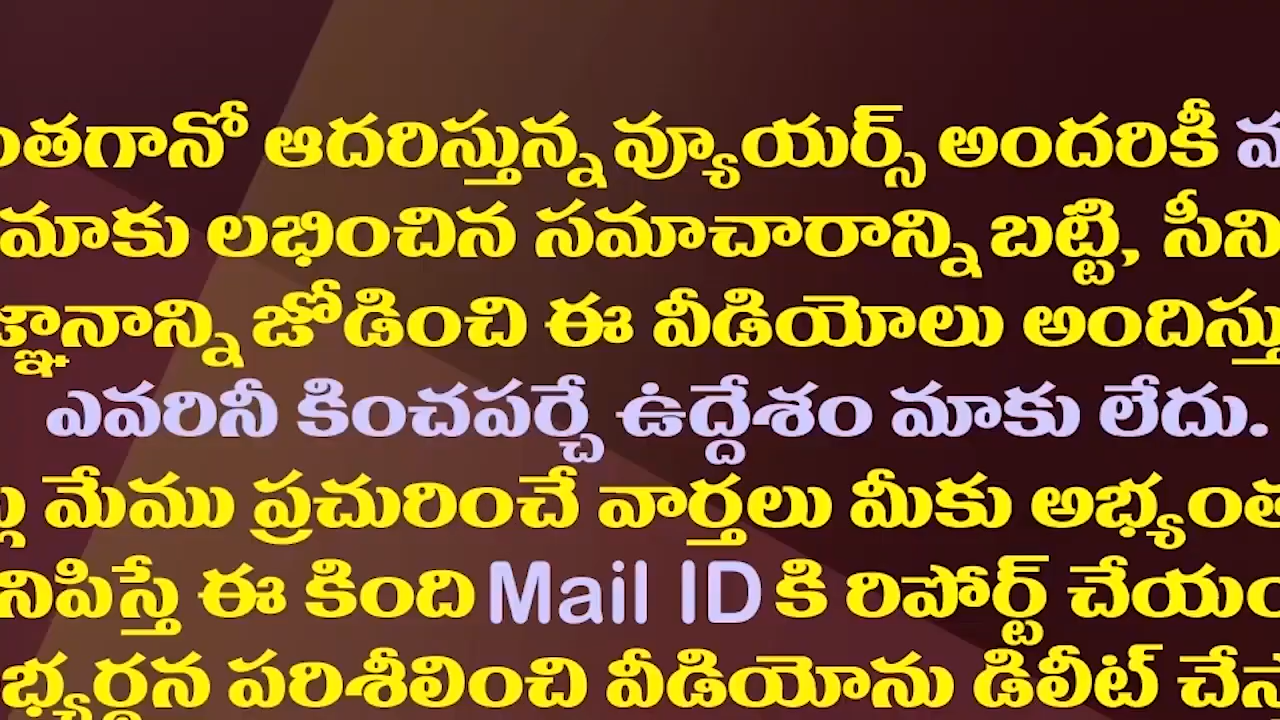 ంతగానో ఆదరిస్తున్న వ్యూయర్స్ అందరికీ
మాకు లభించిన సమాచారాన్ని బట్టి, సీని
జ్ఞానాన్ని జోడించి ఈ వీడియోలు అందిస్తు
ఎవరినీ కించపర్చే ఉద్దేశం మాకు లేదు.
మేము ప్రచురించే వార్తలు మీకు అభ్యంత
నిపిస్తే ఈ కింది Mail ID కి రిపోర్ట్ చేయం
భ్యర్థన పరిశీలించి వీడియోను డిలీట్ చేస